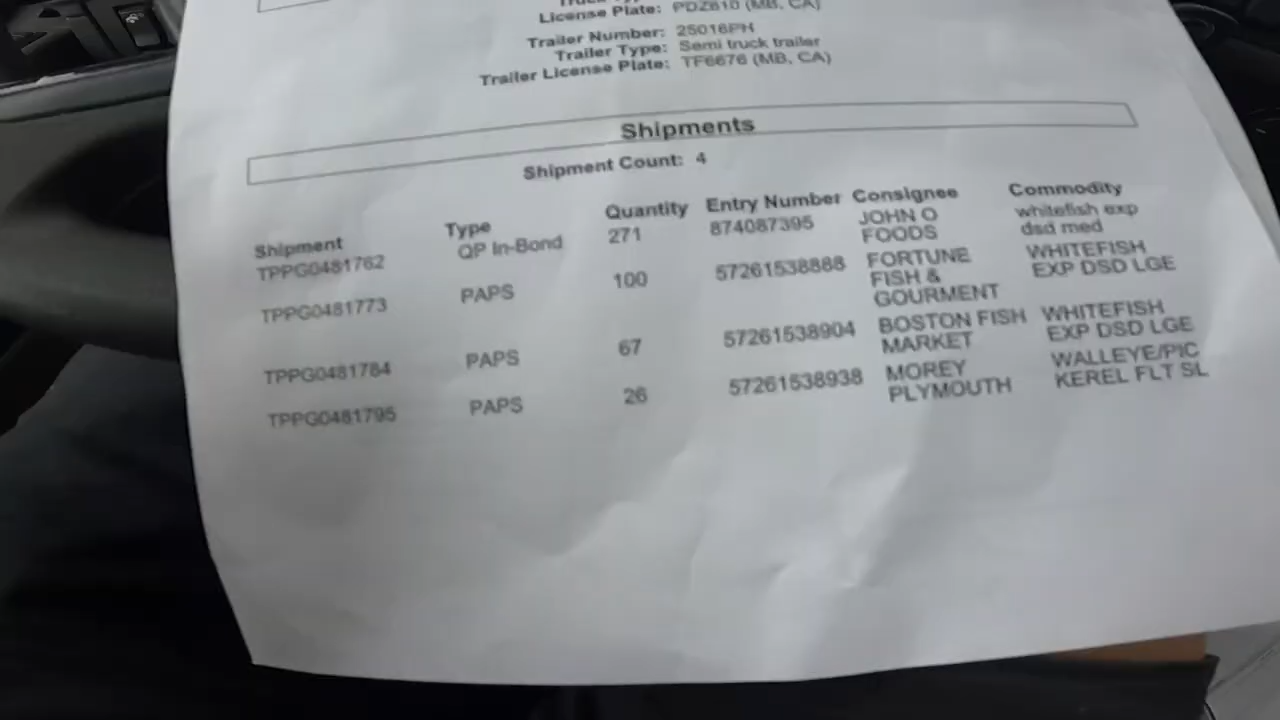 License Plate: PDZ610 (MB, CA)
Trailer Number: 25016PH
Trailer Type: Semi truck trailer
Trailer License Plate: TF6676 (MB, CA)
Shipments
Shipment Count: 4
Shipment Type Quantity Entry Number Consignee Commodity
TPPG0481762 QP In-Bond 271 874087395 JOHN O whitefish exp
FOODS dsd med
TPPG0481773 PAPS 100 57261538888 FORTUNE WHITEFISH
FISH & EXP DSD LGE
GOURMENT
TPPG0481784 PAPS 67 57261538904 BOSTON FISH WHITEFISH
MARKET EXP DSD LGE
TPPG0481795 PAPS 26 57261538938 MOREY WALLEYE/PIC
PLYMOUTH KEREL FLT SL